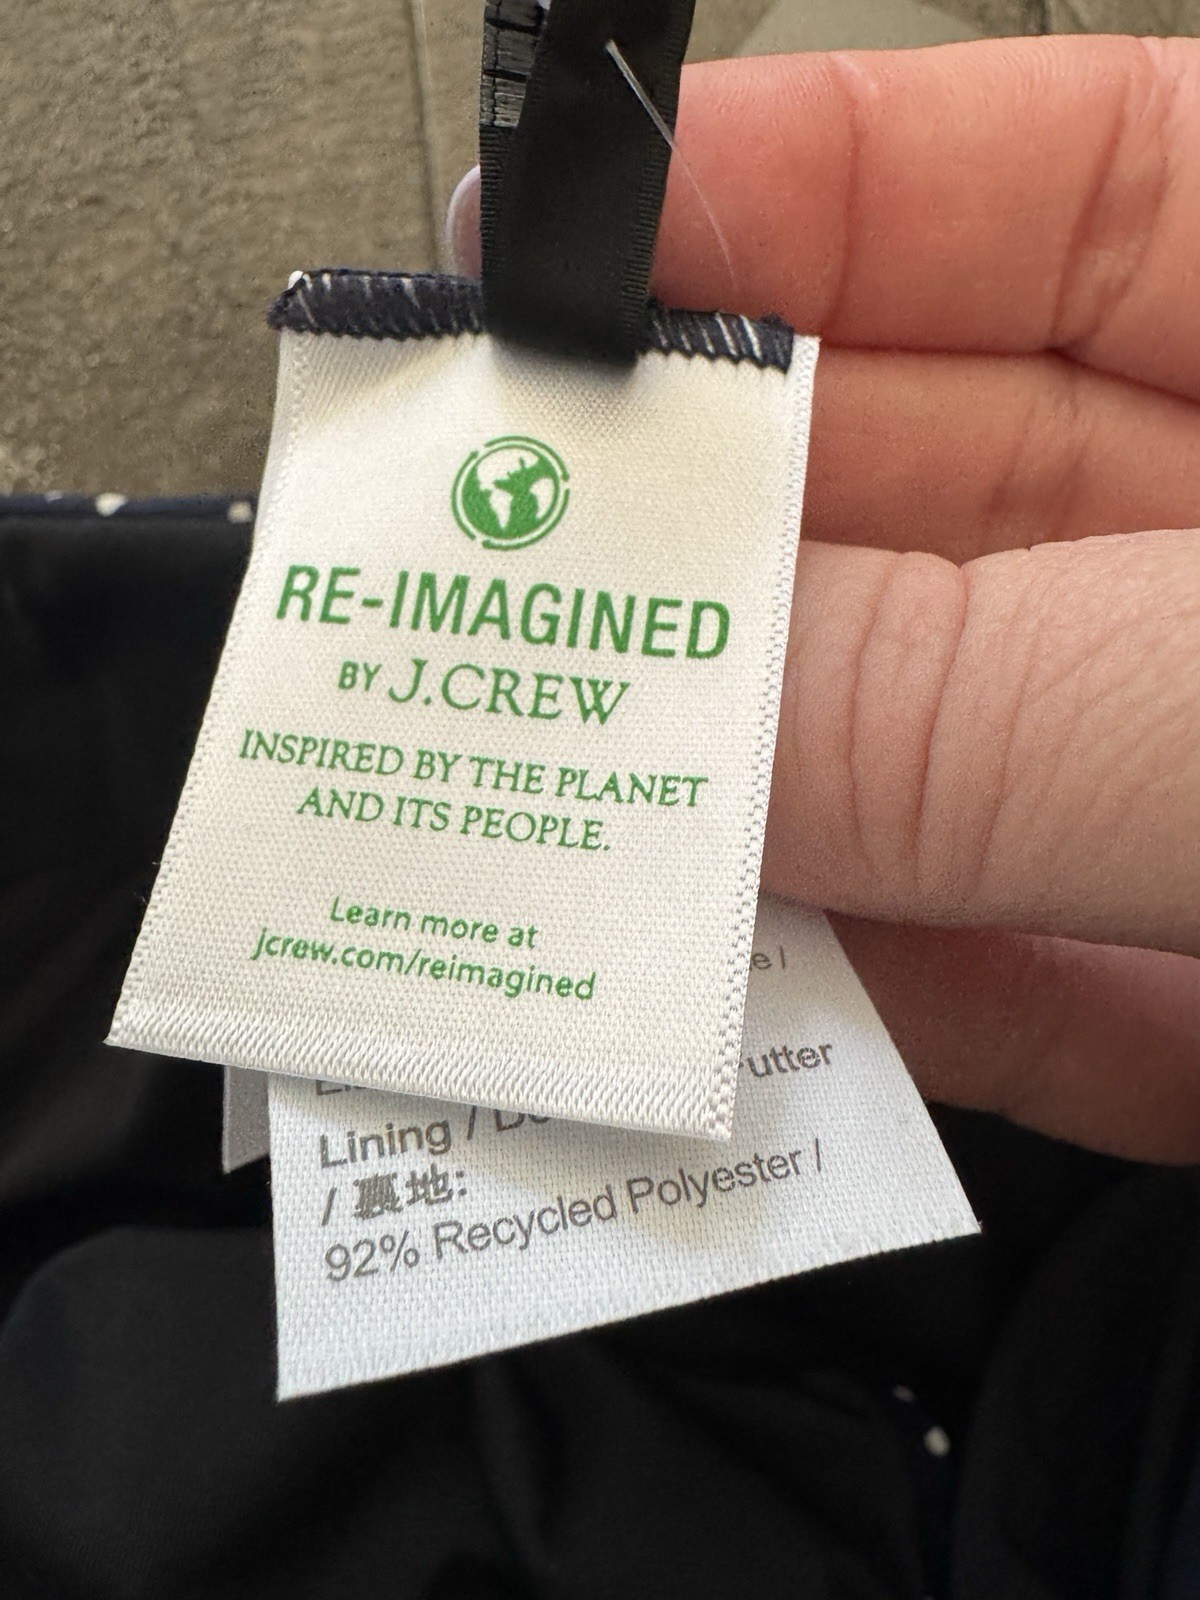 RE-IMAGINED
BY J.CREW
INSPIRED BY THE PLANET
AND ITS PEOPLE.
Learn more at
jcrew.com/reimagined
Lining /
/ 裏地:
92% Recycled Polyester /